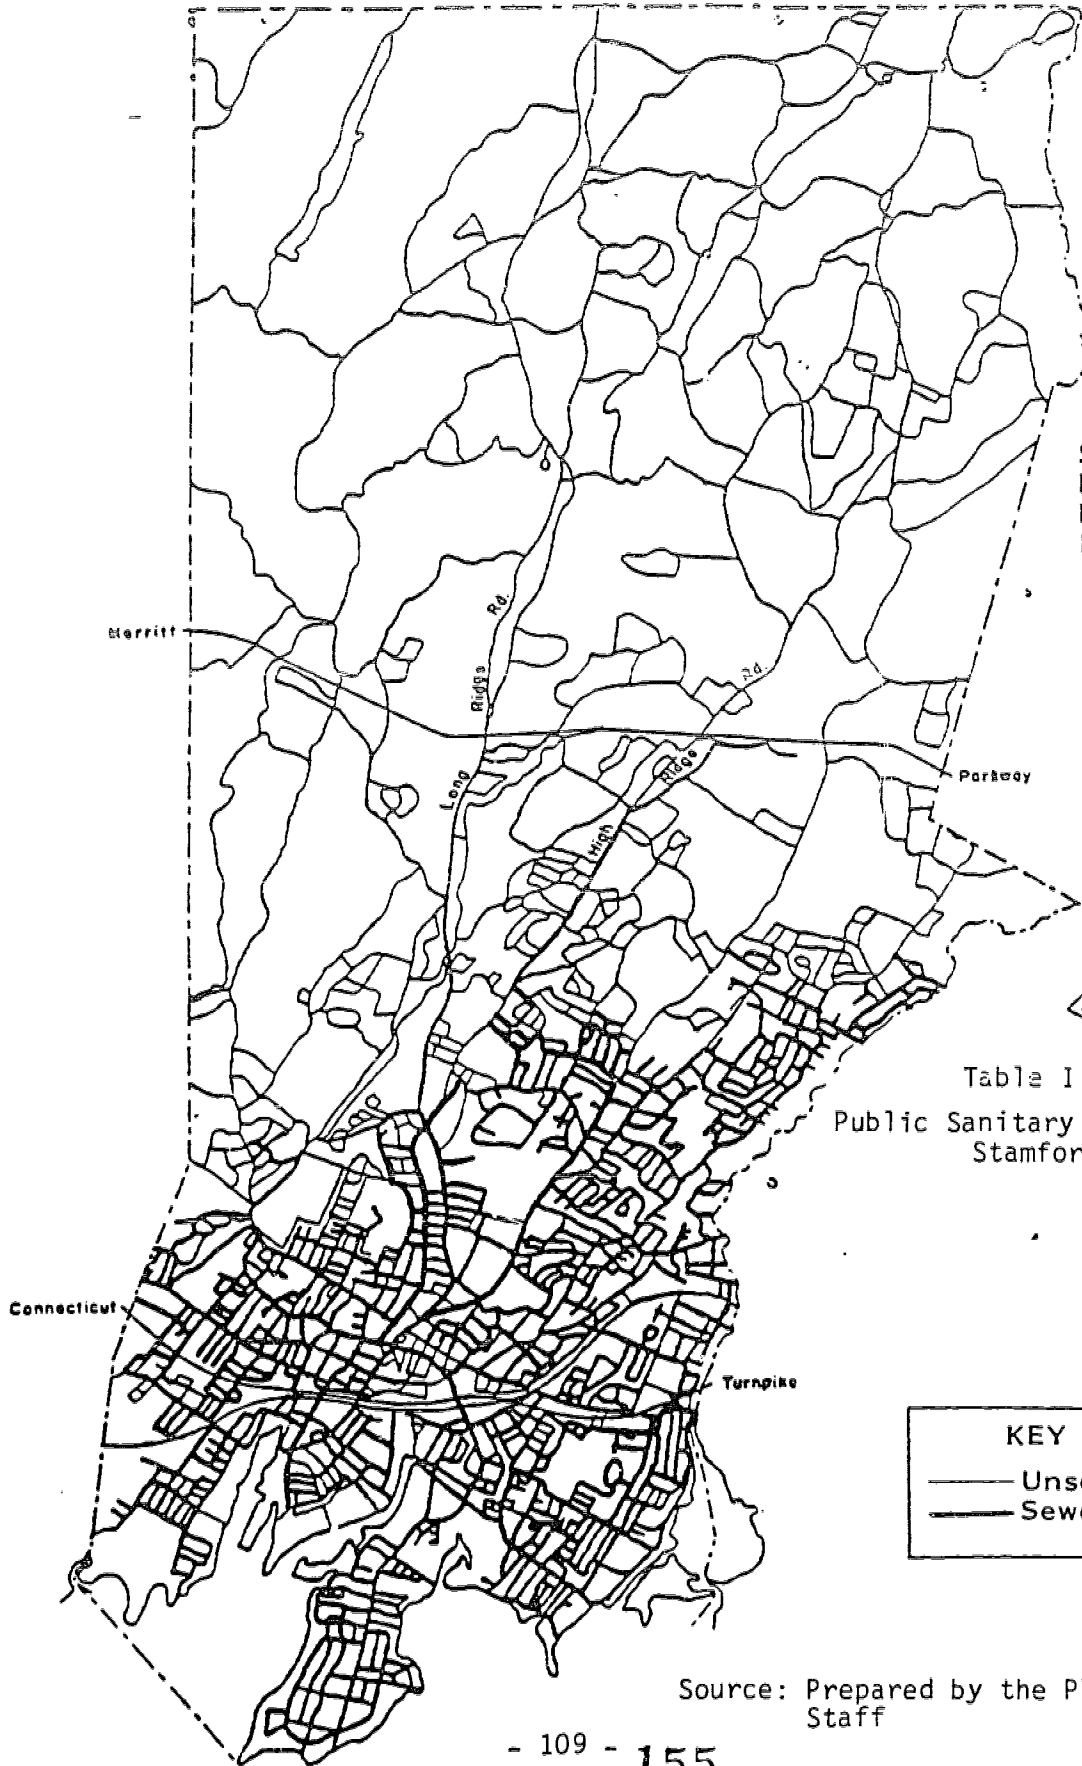 Rd.
Merritt
Ridge
Rd.
Parkway
Long
Ridge
High
Table I
Public Sanitary
Stamfor
Connecticut
Turnpike
KEY
Uns
Sew
Source: Prepared by the P
Staff
- 109 - 155